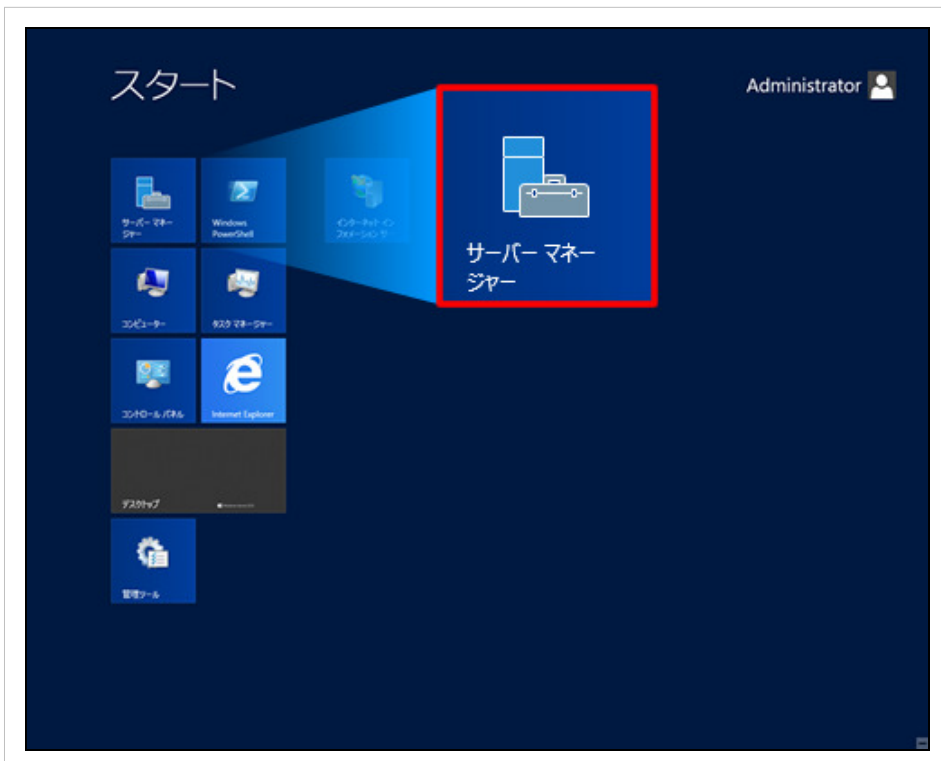 スタート
Administrator
サーバー マネー
ジャー
サーバー マネー
ジャー
Windows
PowerShell
インターネット イン
フォメーション サ
コンピューター
タスク マネージャー
コントロール パネル
Internet Explorer
デスクトップ
管理ツール